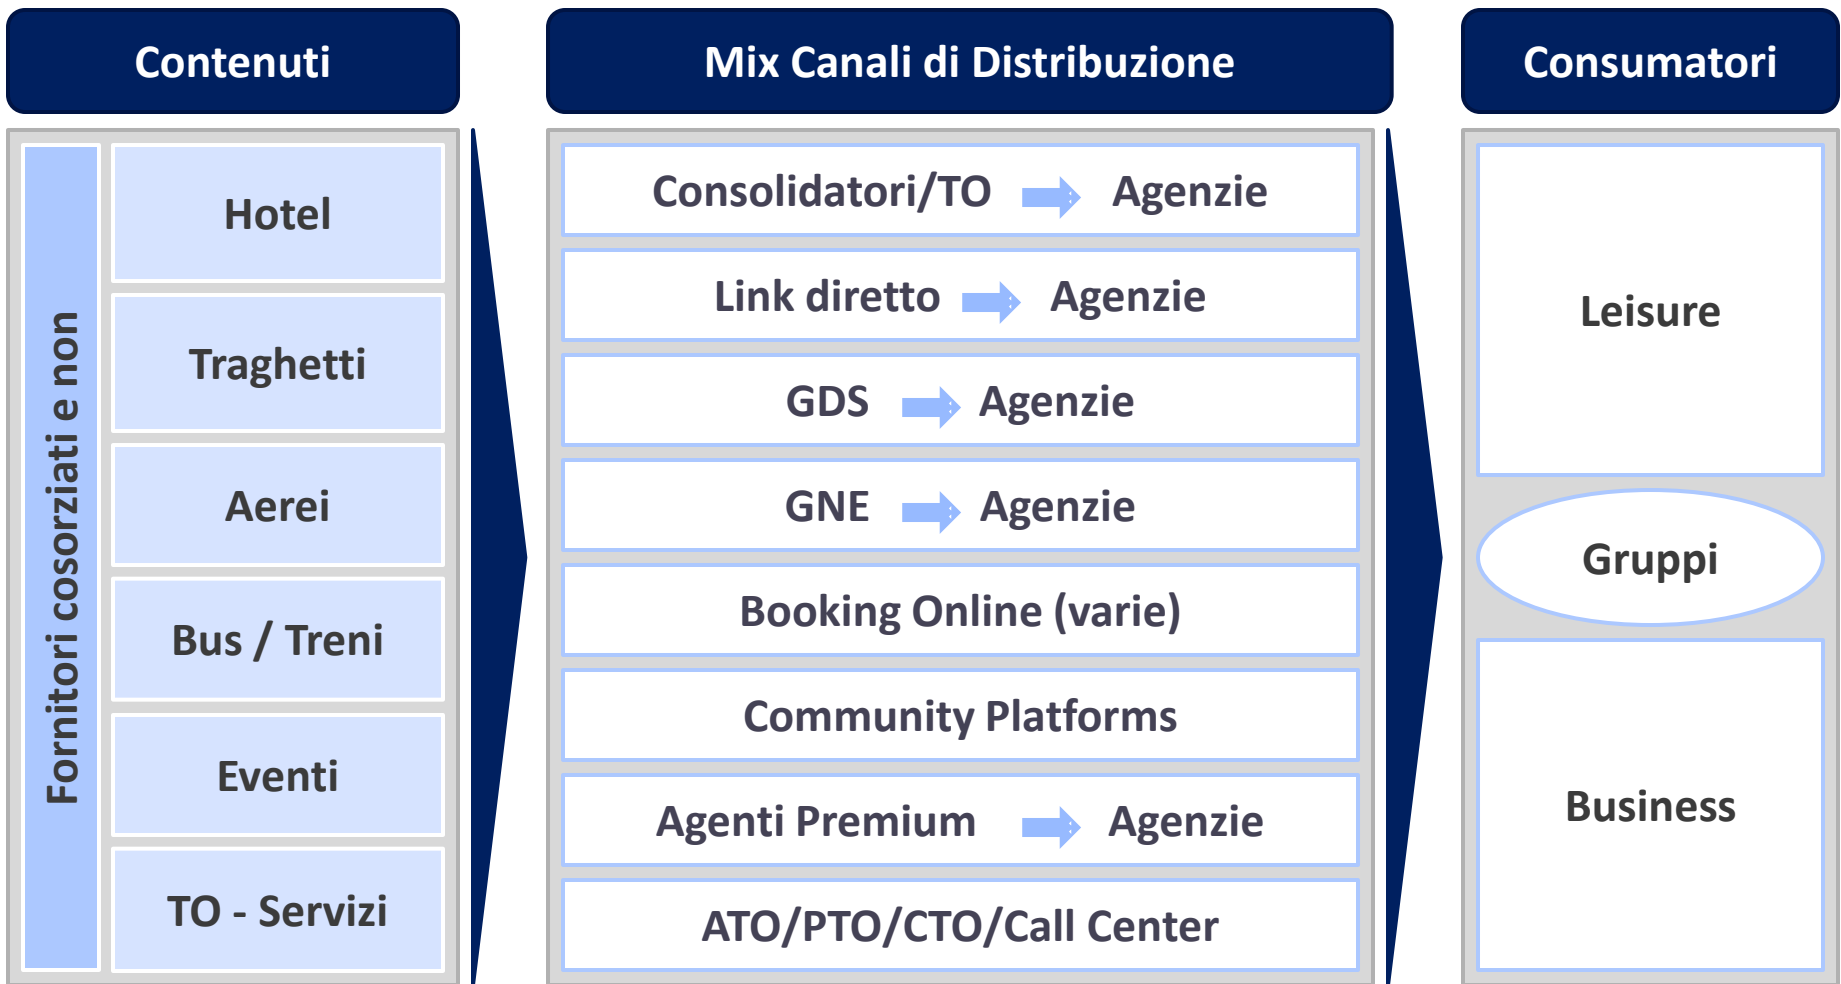 Contenuti
Mix Canali di Distribuzione
Consumatori
Fornitori cosorziati e non
Hotel
Traghetti
Aerei
Bus / Treni
Eventi
TO - Servizi
Consolidatori/TO Agenzie
Link diretto Agenzie
GDS Agenzie
GNE Agenzie
Booking Online (varie)
Community Platforms
Agenti Premium Agenzie
ATO/PTO/CTO/Call Center
Leisure
Gruppi
Business